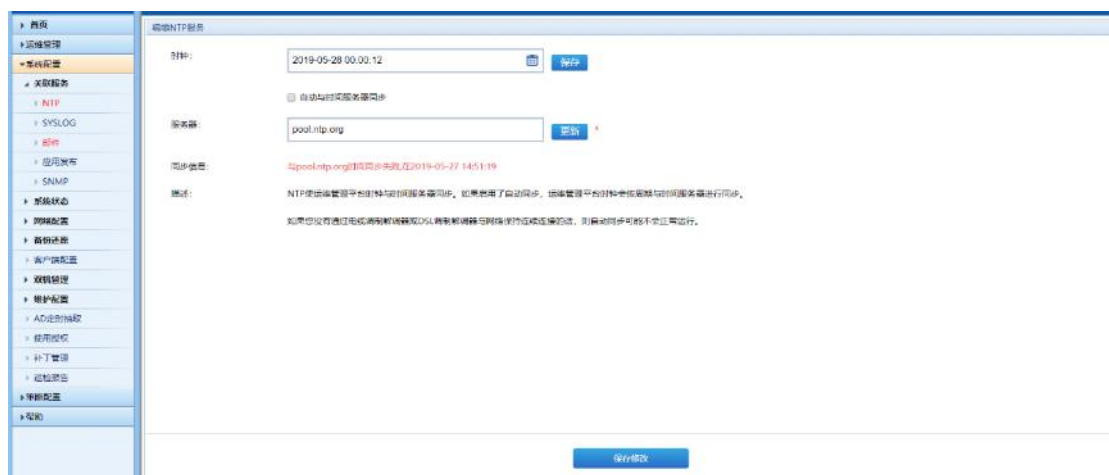 首页
运维管理
系统配置
关联服务
NTP
SYSLOG
邮件
应用发布
SNMP
系统状态
网络配置
备份还原
客户端配置
双机管理
维护配置
AD定时抽取
使用授权
补丁管理
巡检报告
策略配置
帮助
编辑NTP服务
时钟:
2019-05-28 00:00:12
保存
自动与时间服务器同步
服务器:
pool.ntp.org
更新 *
同步信息:
与pool.ntp.org时间同步失败,在2019-05-27 14:51:19
描述:
NTP使运维管理平台时钟与时间服务器同步。如果启用了自动同步，运维管理平台时钟会按周期与时间服务器进行同步。
如果您没有通过电缆调制解调器或DSL调制解调器与网络保持连续连接的话，则自动同步可能不会正常运行。
保存修改